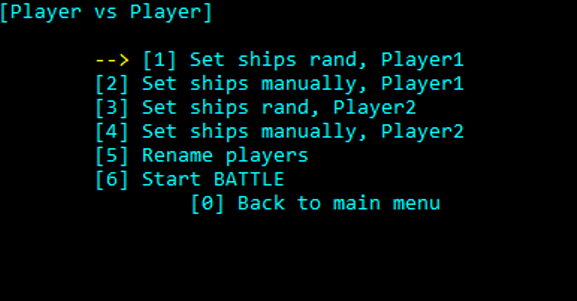 [Player vs Player]
--> [1] Set ships rand, Player1
[2] Set ships manually, Player1
[3] Set ships rand, Player2
[4] Set ships manually, Player2
[5] Rename players
[6] Start BATTLE
[0] Back to main menu